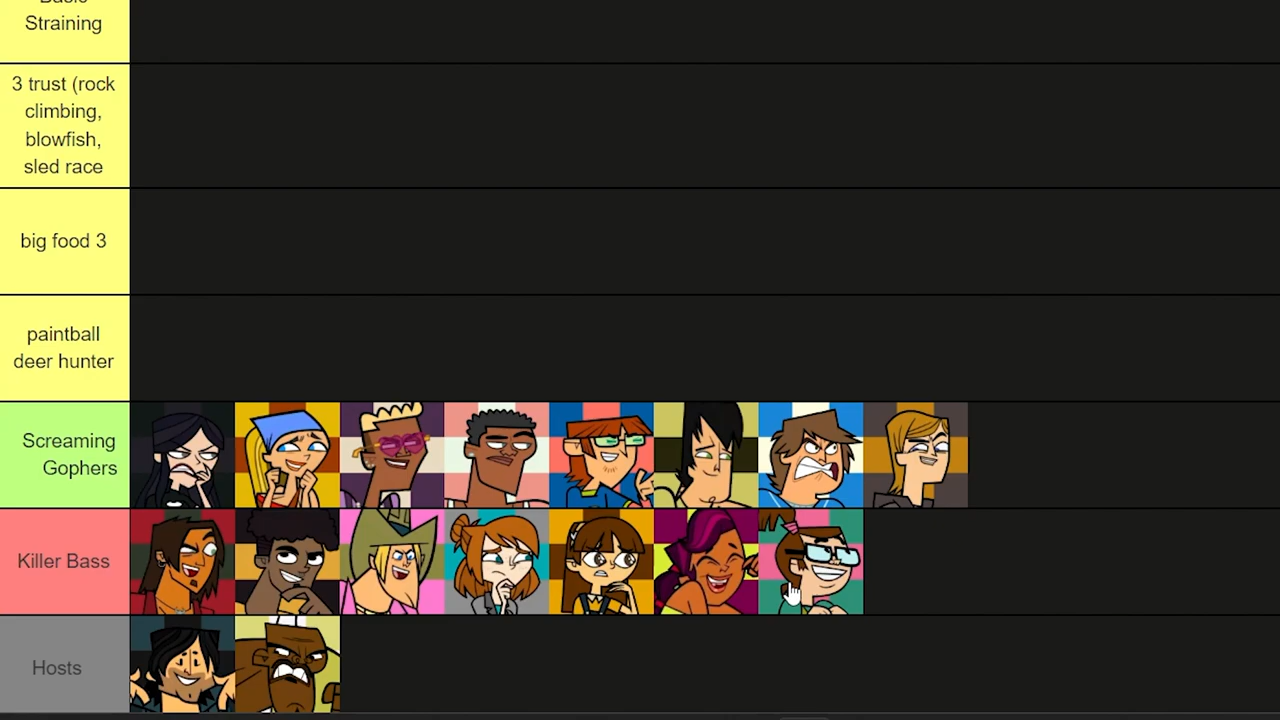 Basic
Straining
3 trust (rock
climbing,
blowfish,
sled race
big food 3
paintball
deer hunter
Screaming
Gophers
Killer Bass
Hosts